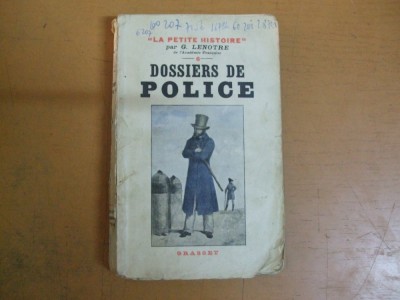 "LA PETITE HISTOIRE"
par G. LENOTRE
de l'Académie Française
DOSSIERS DE
POLICE
GRASSET